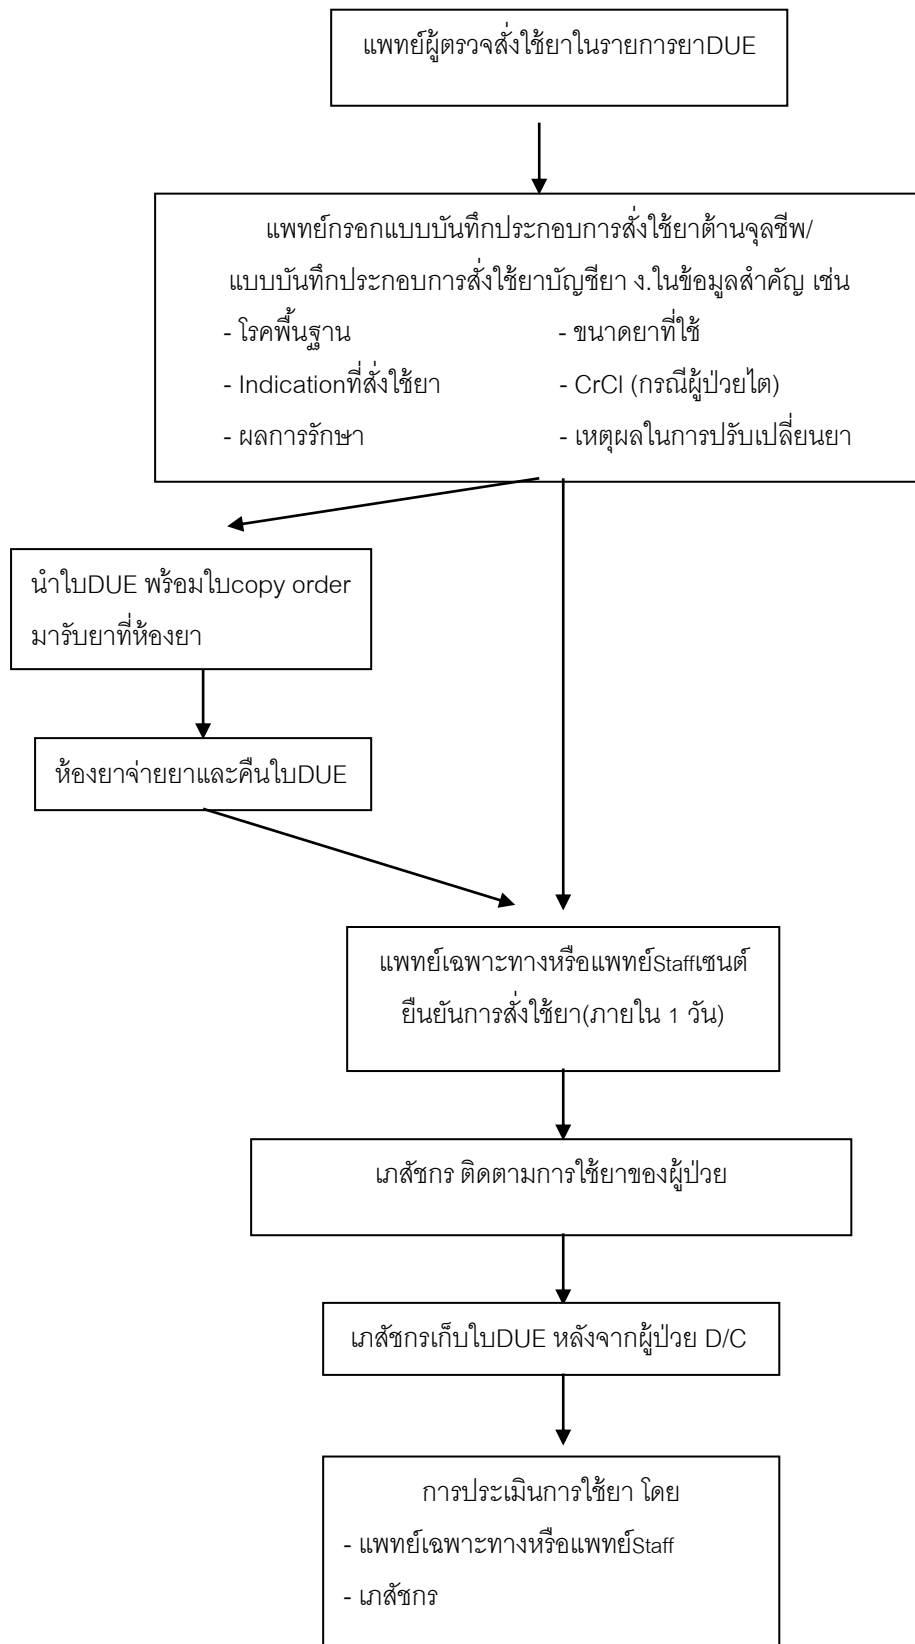 แพทย์ผู้ตรวจสั่งใช้ยาในรายการยาDUE
แพทย์กรอกแบบบันทึกประกอบการสั่งใช้ยาต้านจุลชีพ/
แบบบันทึกประกอบการสั่งใช้ยาบัญชียา ง.ในข้อมูลสำคัญ เช่น
- โรคพื้นฐาน - ขนาดยาที่ใช้
- Indicationที่สั่งใช้ยา - CrCl (กรณีผู้ป่วยไต)
- ผลการรักษา - เหตุผลในการปรับเปลี่ยนยา
นำใบDUE พร้อมใบcopy order
มารับยาที่ห้องยา
ห้องยาจ่ายยาและคืนใบDUE
แพทย์เฉพาะทางหรือแพทย์Staffเซนต์
ยืนยันการสั่งใช้ยา(ภายใน 1 วัน)
เภสัชกร ติดตามการใช้ยาของผู้ป่วย
เภสัชกรเก็บใบDUE หลังจากผู้ป่วย D/C
การประเมินการใช้ยา โดย
- แพทย์เฉพาะทางหรือแพทย์Staff
- เภสัชกร